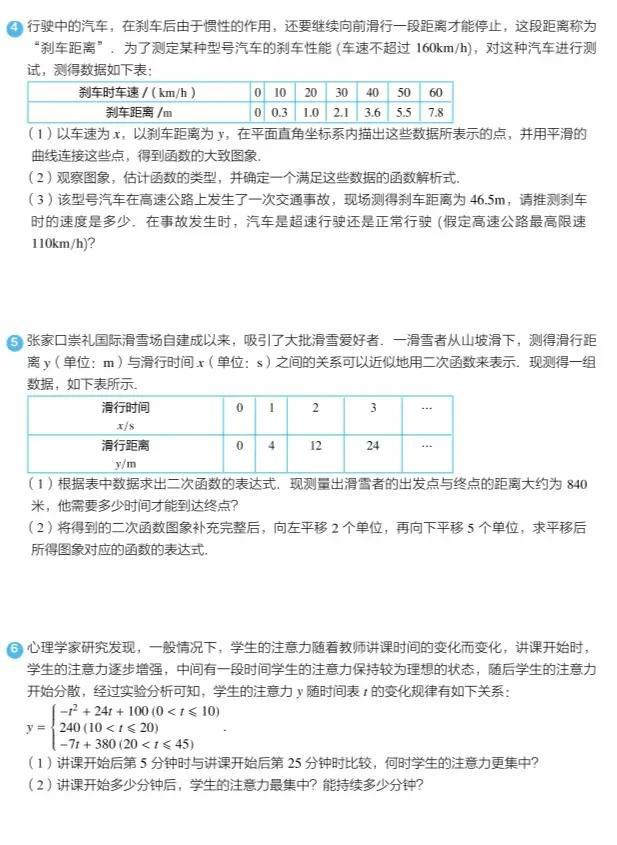 4 行驶中的汽车，在刹车后由于惯性的作用，还要继续向前滑行一段距离才能停止，这段距离称为
“刹车距离”．为了测定某种型号汽车的刹车性能 (车速不超过 160km/h)，对这种汽车进行测
试，测得数据如下表：
刹车时车速 /（km/h） 0 10 20 30 40 50 60
刹车距离 /m 0 0.3 1.0 2.1 3.6 5.5 7.8
（1）以车速为 x，以刹车距离为 y，在平面直角坐标系内描出这些数据所表示的点，并用平滑的
曲线连接这些点，得到函数的大致图象．
（2）观察图象，估计函数的类型，并确定一个满足这些数据的函数解析式．
（3）该型号汽车在高速公路上发生了一次交通事故，现场测得刹车距离为 46.5m，请推测刹车
时的速度是多少．在事故发生时，汽车是超速行驶还是正常行驶 (假定高速公路最高限速
110km/h)?
5 张家口崇礼国际滑雪场自建成以来，吸引了大批滑雪爱好者．一滑雪者从山坡滑下，测得滑行距
离 y（单位：m）与滑行时间 x（单位：s）之间的关系可以近似地用二次函数来表示．现测得一组
数据，如下表所示．
滑行时间 0 1 2 3 …
x/s
滑行距离 0 4 12 24 …
y/m
（1）根据表中数据求出二次函数的表达式．现测量出滑雪者的出发点与终点的距离大约为 840
米，他需要多少时间才能到达终点？
（2）将得到的二次函数图象补充完整后，向左平移 2 个单位，再向下平移 5 个单位，求平移后
所得图象对应的函数的表达式．
6 心理学家研究发现，一般情况下，学生的注意力随着教师讲课时间的变化而变化，讲课开始时，
学生的注意力逐步增强，中间有一段时间学生的注意力保持较为理想的状态，随后学生的注意力
开始分散，经过实验分析可知，学生的注意力 y 随时间表 t 的变化规律有如下关系：
−t² + 24t + 100 (0 < t ⩽ 10)
y = { 240 (10 < t ⩽ 20) ．
−7t + 380 (20 < t ⩽ 45)
（1）讲课开始后第 5 分钟时与讲课开始后第 25 分钟时比较，何时学生的注意力更集中？
（2）讲课开始多少分钟后，学生的注意力最集中？能持续多少分钟？